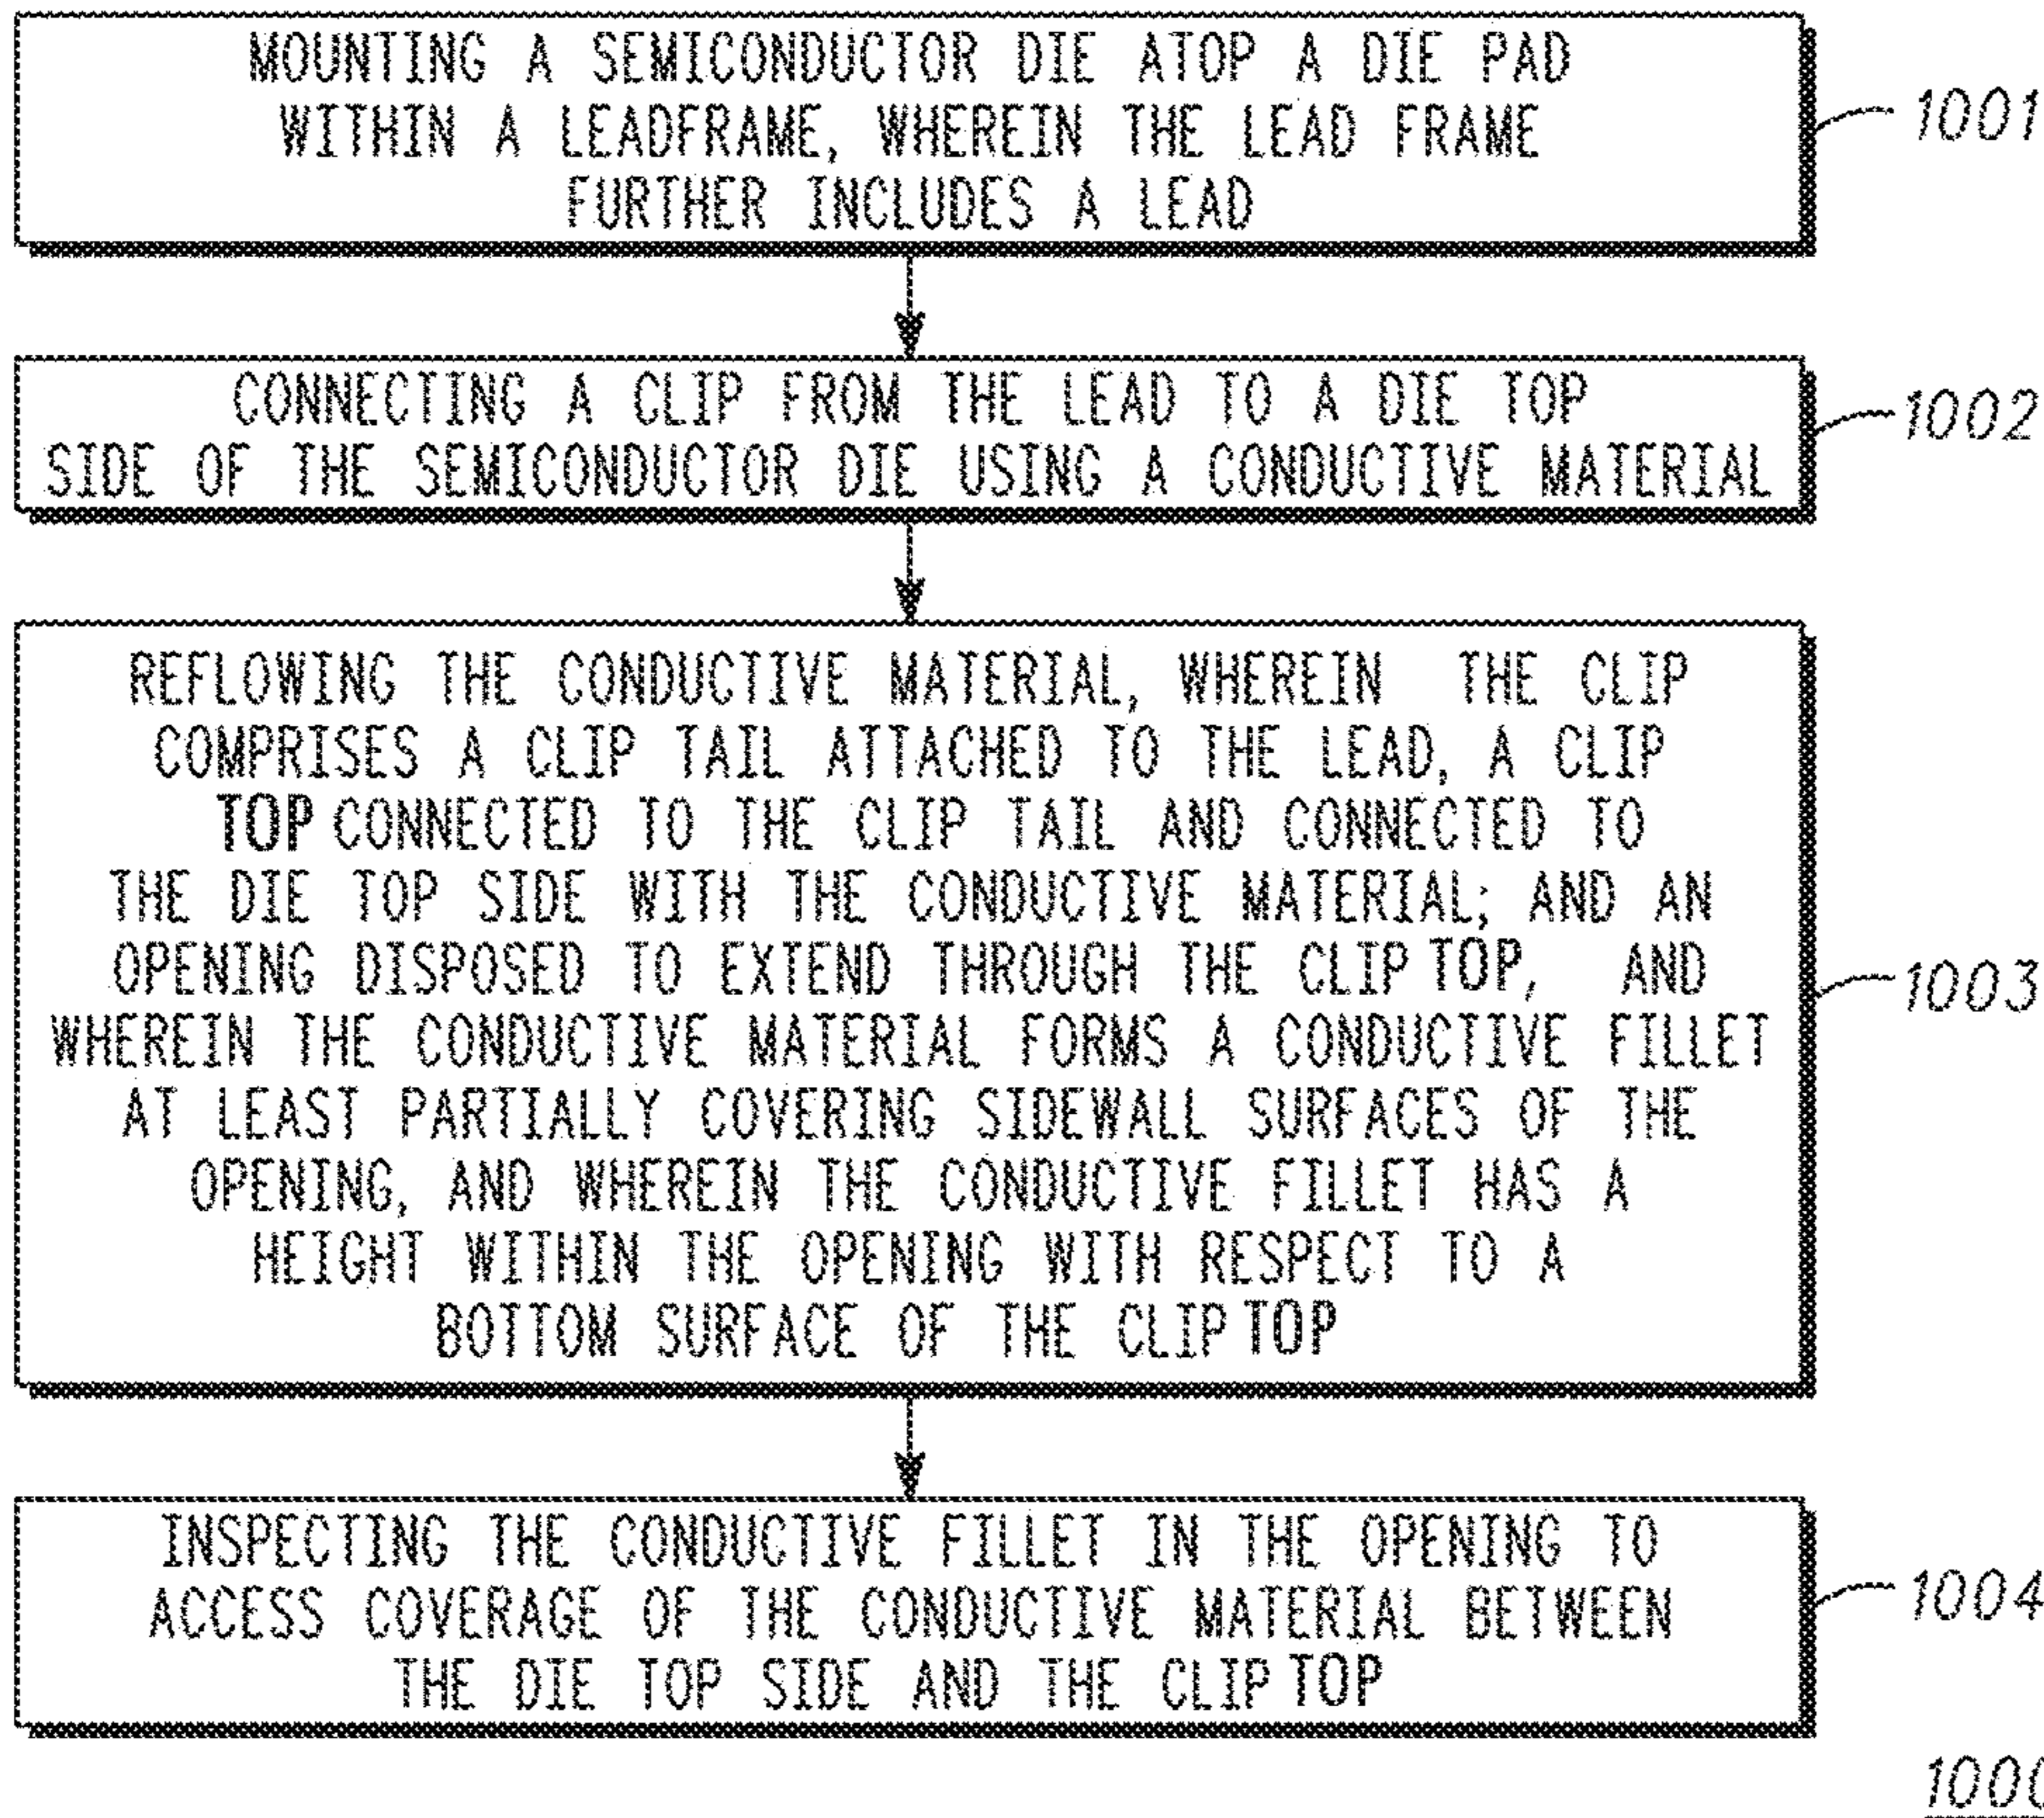 MOUNTING A SEMICONDUCTOR DIE ATOP A DIE PAD
WITHIN A LEADFRAME, WHEREIN THE LEAD FRAME
FURTHER INCLUDES A LEAD
1001
CONNECTING A CLIP FROM THE LEAD TO A DIE TOP
SIDE OF THE SEMICONDUCTOR DIE USING A CONDUCTIVE MATERIAL
1002
REFLOWING THE CONDUCTIVE MATERIAL, WHEREIN THE CLIP
COMPRISES A CLIP TAIL ATTACHED TO THE LEAD, A CLIP
TOP CONNECTED TO THE CLIP TAIL AND CONNECTED TO
THE DIE TOP SIDE WITH THE CONDUCTIVE MATERIAL; AND AN
OPENING DISPOSED TO EXTEND THROUGH THE CLIP TOP, AND
WHEREIN THE CONDUCTIVE MATERIAL FORMS A CONDUCTIVE FILLET
AT LEAST PARTIALLY COVERING SIDEWALL SURFACES OF THE
OPENING, AND WHEREIN THE CONDUCTIVE FILLET HAS A
HEIGHT WITHIN THE OPENING WITH RESPECT TO A
BOTTOM SURFACE OF THE CLIP TOP
1003
INSPECTING THE CONDUCTIVE FILLET IN THE OPENING TO
ACCESS COVERAGE OF THE CONDUCTIVE MATERIAL BETWEEN
THE DIE TOP SIDE AND THE CLIP TOP
1004
1000